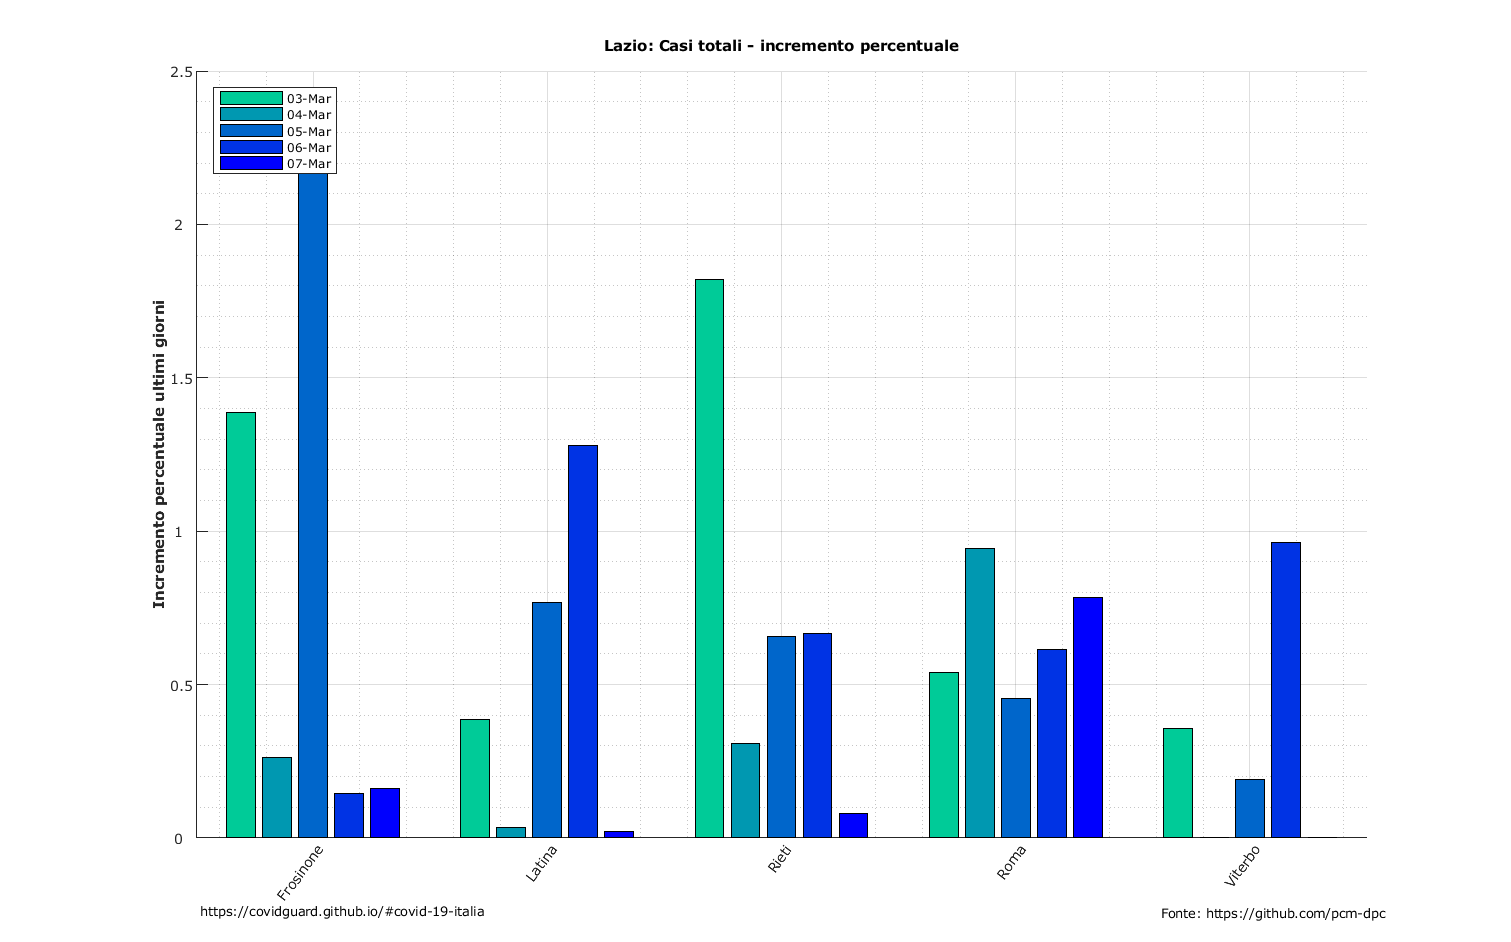 Lazio: Casi totali - incremento percentuale
Incremento percentuale ultimi giorni
2.5
2
1.5
1
0.5
0
03-Mar
04-Mar
05-Mar
06-Mar
07-Mar
Frosinone
Latina
Rieti
Roma
Viterbo
https://covidguard.github.io/#covid-19-italia
Fonte: https://github.com/pcm-dpc